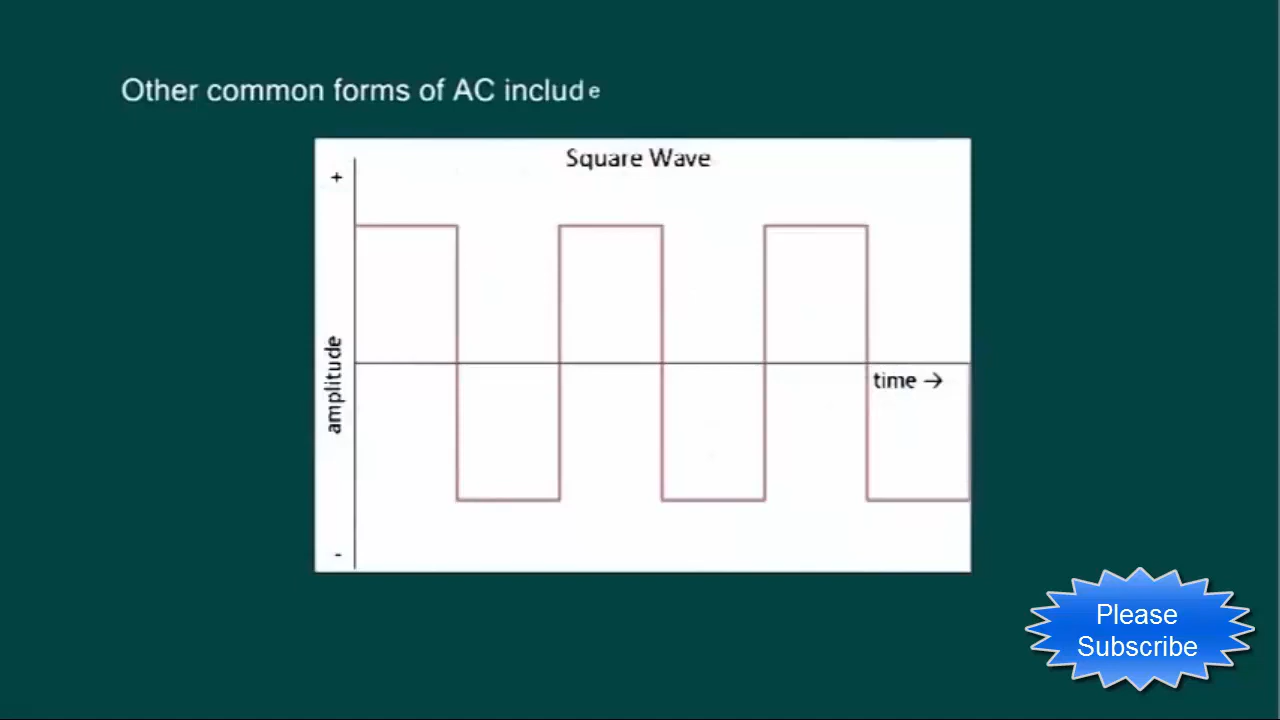 Other common forms of AC include
Square Wave
+
amplitude
time →
-
Please
Subscribe